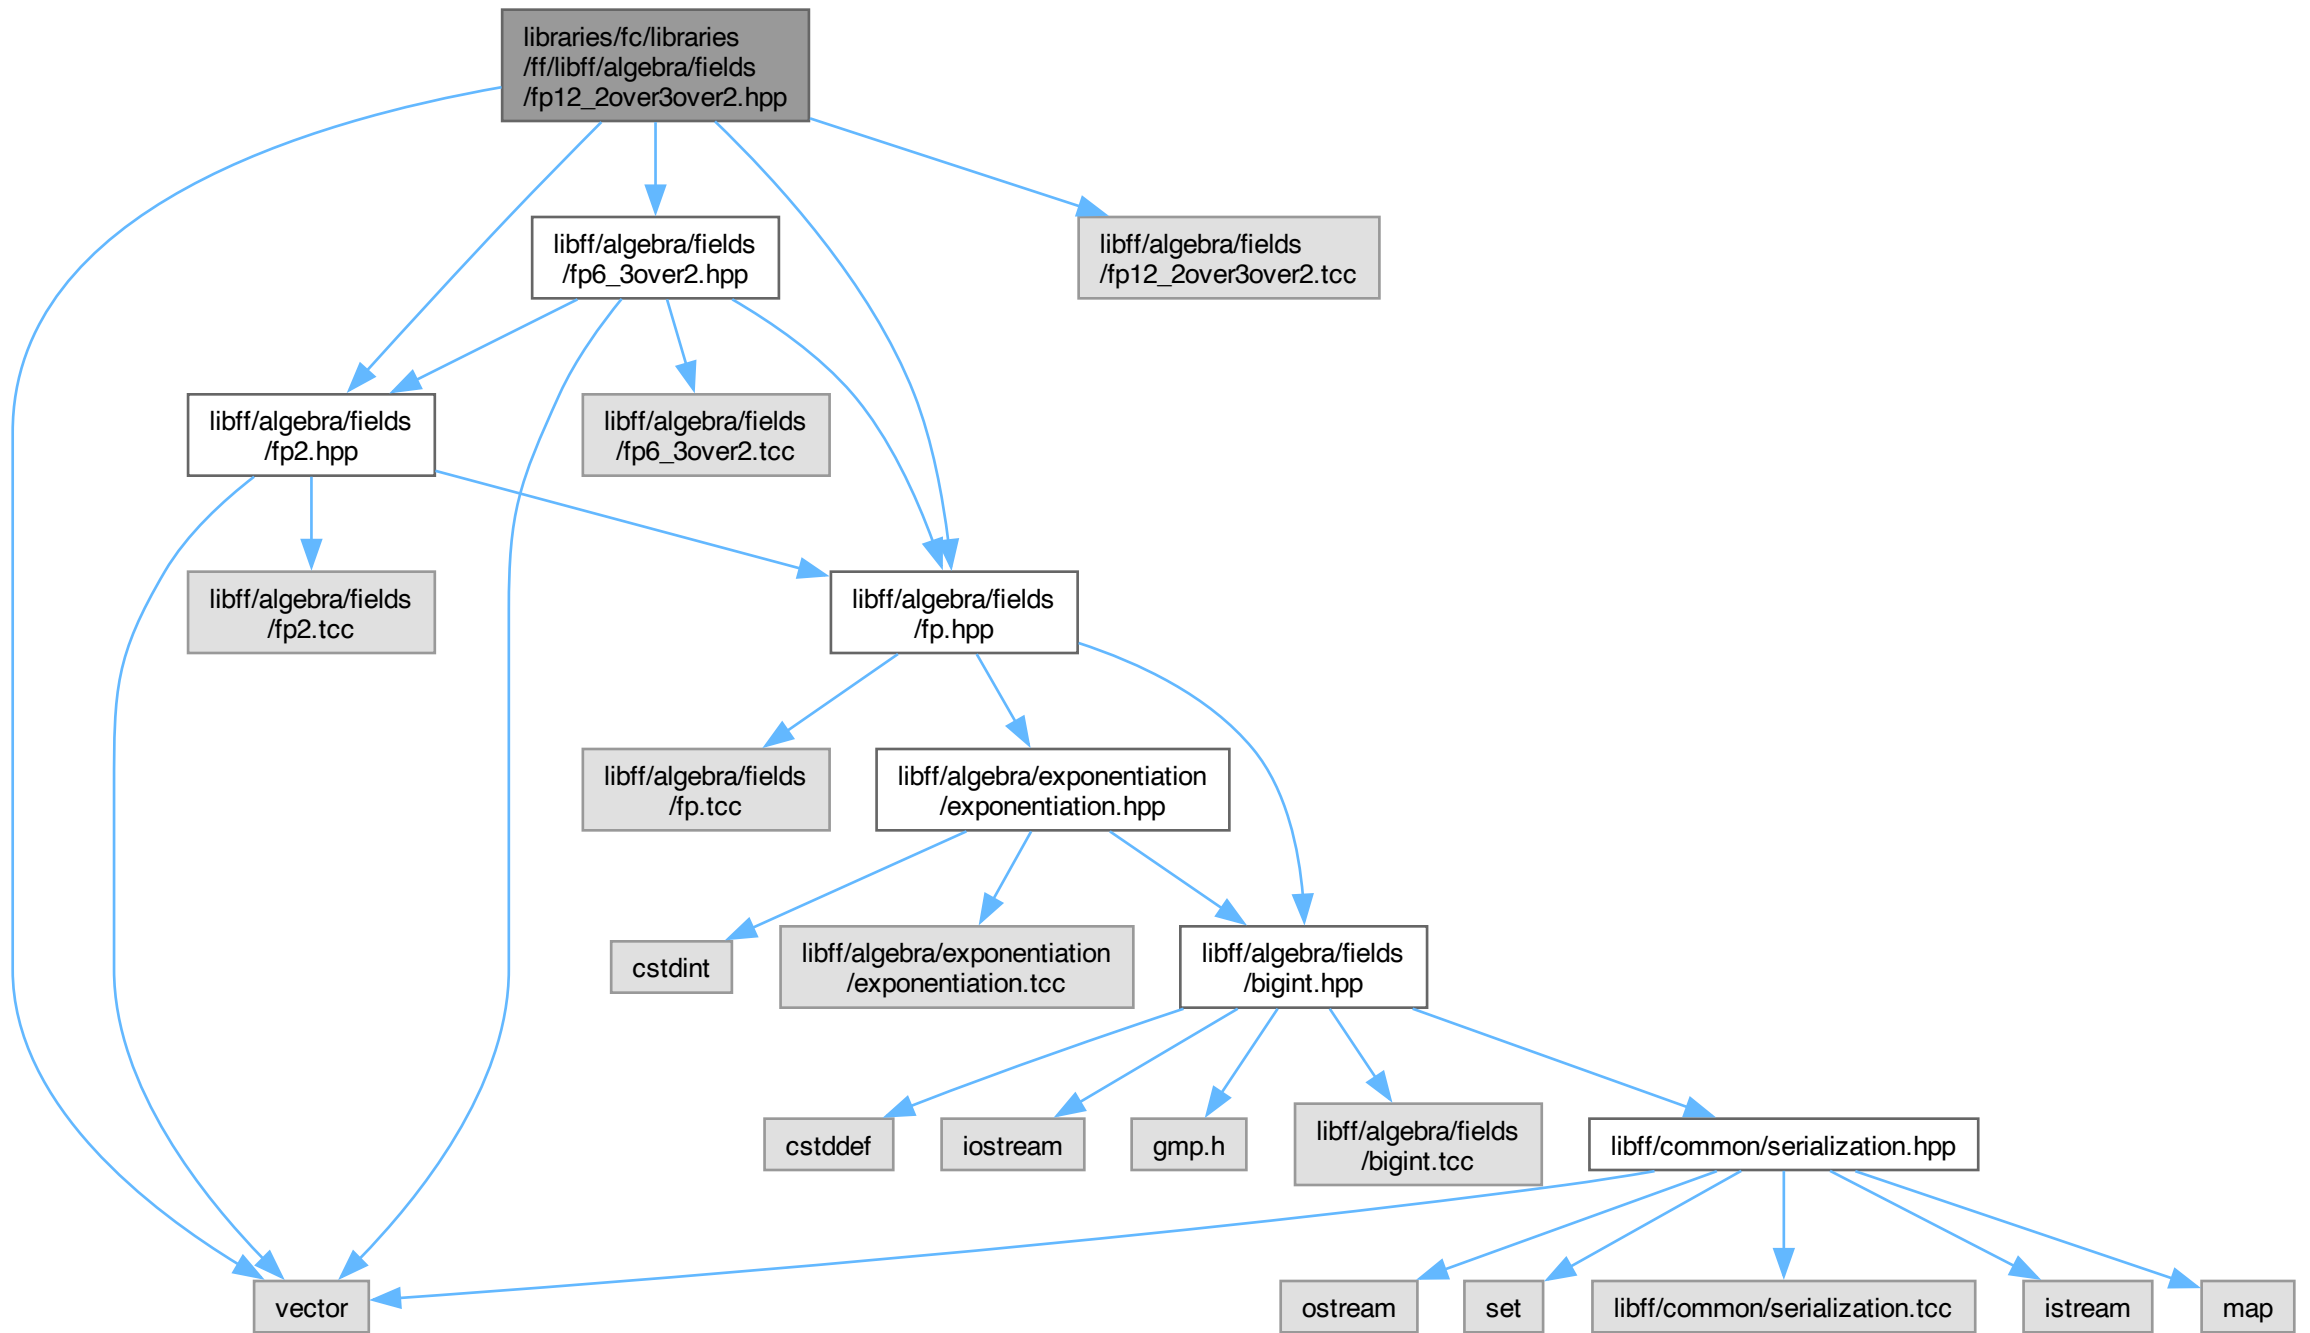 libraries/fc/libraries
/ff/libff/algebra/fields
/fp12_2over3over2.hpp
libff/algebra/fields
/fp6_3over2.hpp
libff/algebra/fields
/fp12_2over3over2.tcc
libff/algebra/fields
/fp2.hpp
libff/algebra/fields
/fp6_3over2.tcc
libff/algebra/fields
/fp2.tcc
libff/algebra/fields
/fp.hpp
libff/algebra/fields
/fp.tcc
libff/algebra/exponentiation
/exponentiation.hpp
cstdint
libff/algebra/exponentiation
/exponentiation.tcc
libff/algebra/fields
/bigint.hpp
cstddef
iostream
gmp.h
libff/algebra/fields
/bigint.tcc
libff/common/serialization.hpp
vector
ostream
set
libff/common/serialization.tcc
istream
map